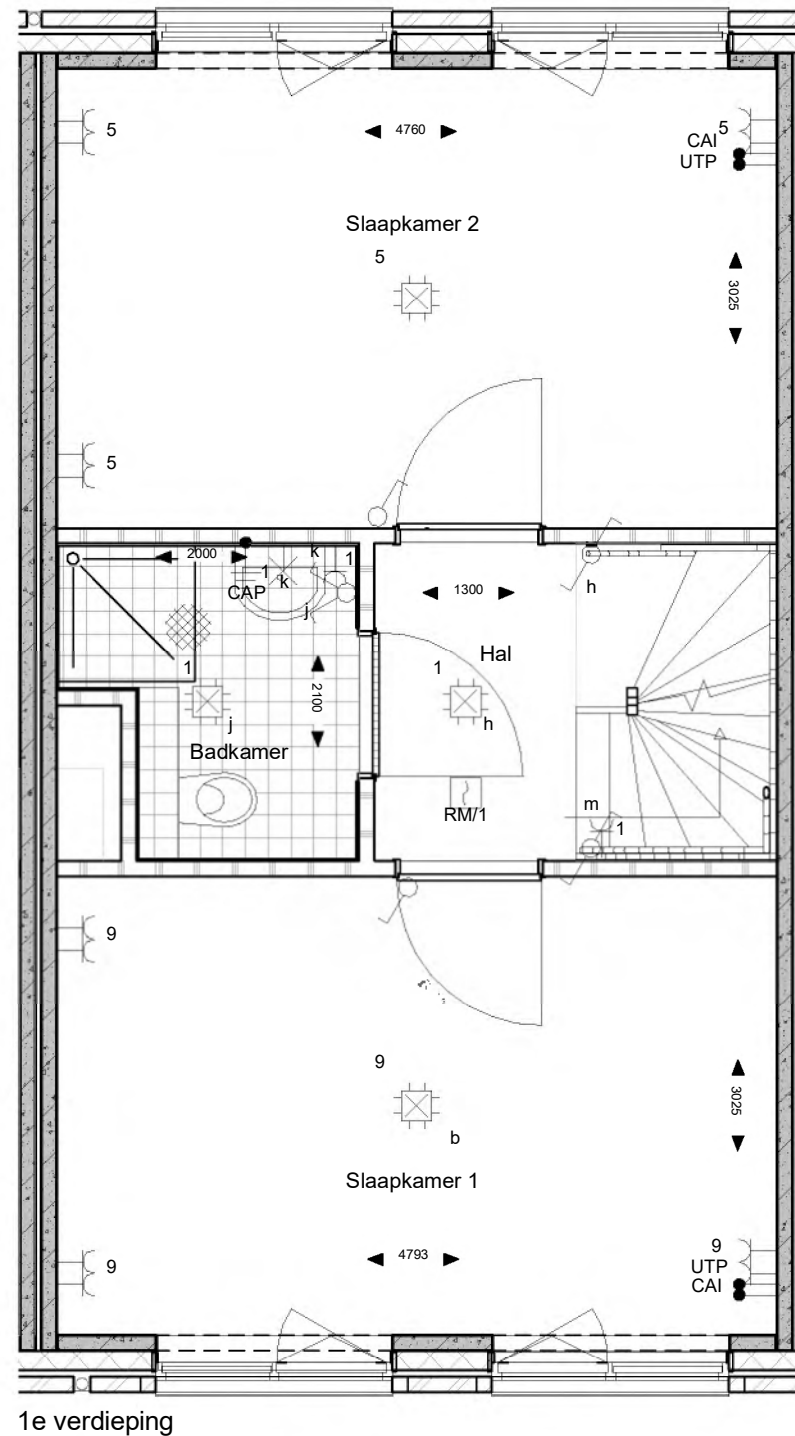 5
4760
5
CAI
UTP
Slaapkamer 2
5
3025
5
2000
k
1
1
k
CAP
j
1300
h
1
Hal
1
2100
j
h
Badkamer
RM/1
m
1
9
9
3025
b
Slaapkamer 1
9
4793
9
UTP
CAI
1e verdieping